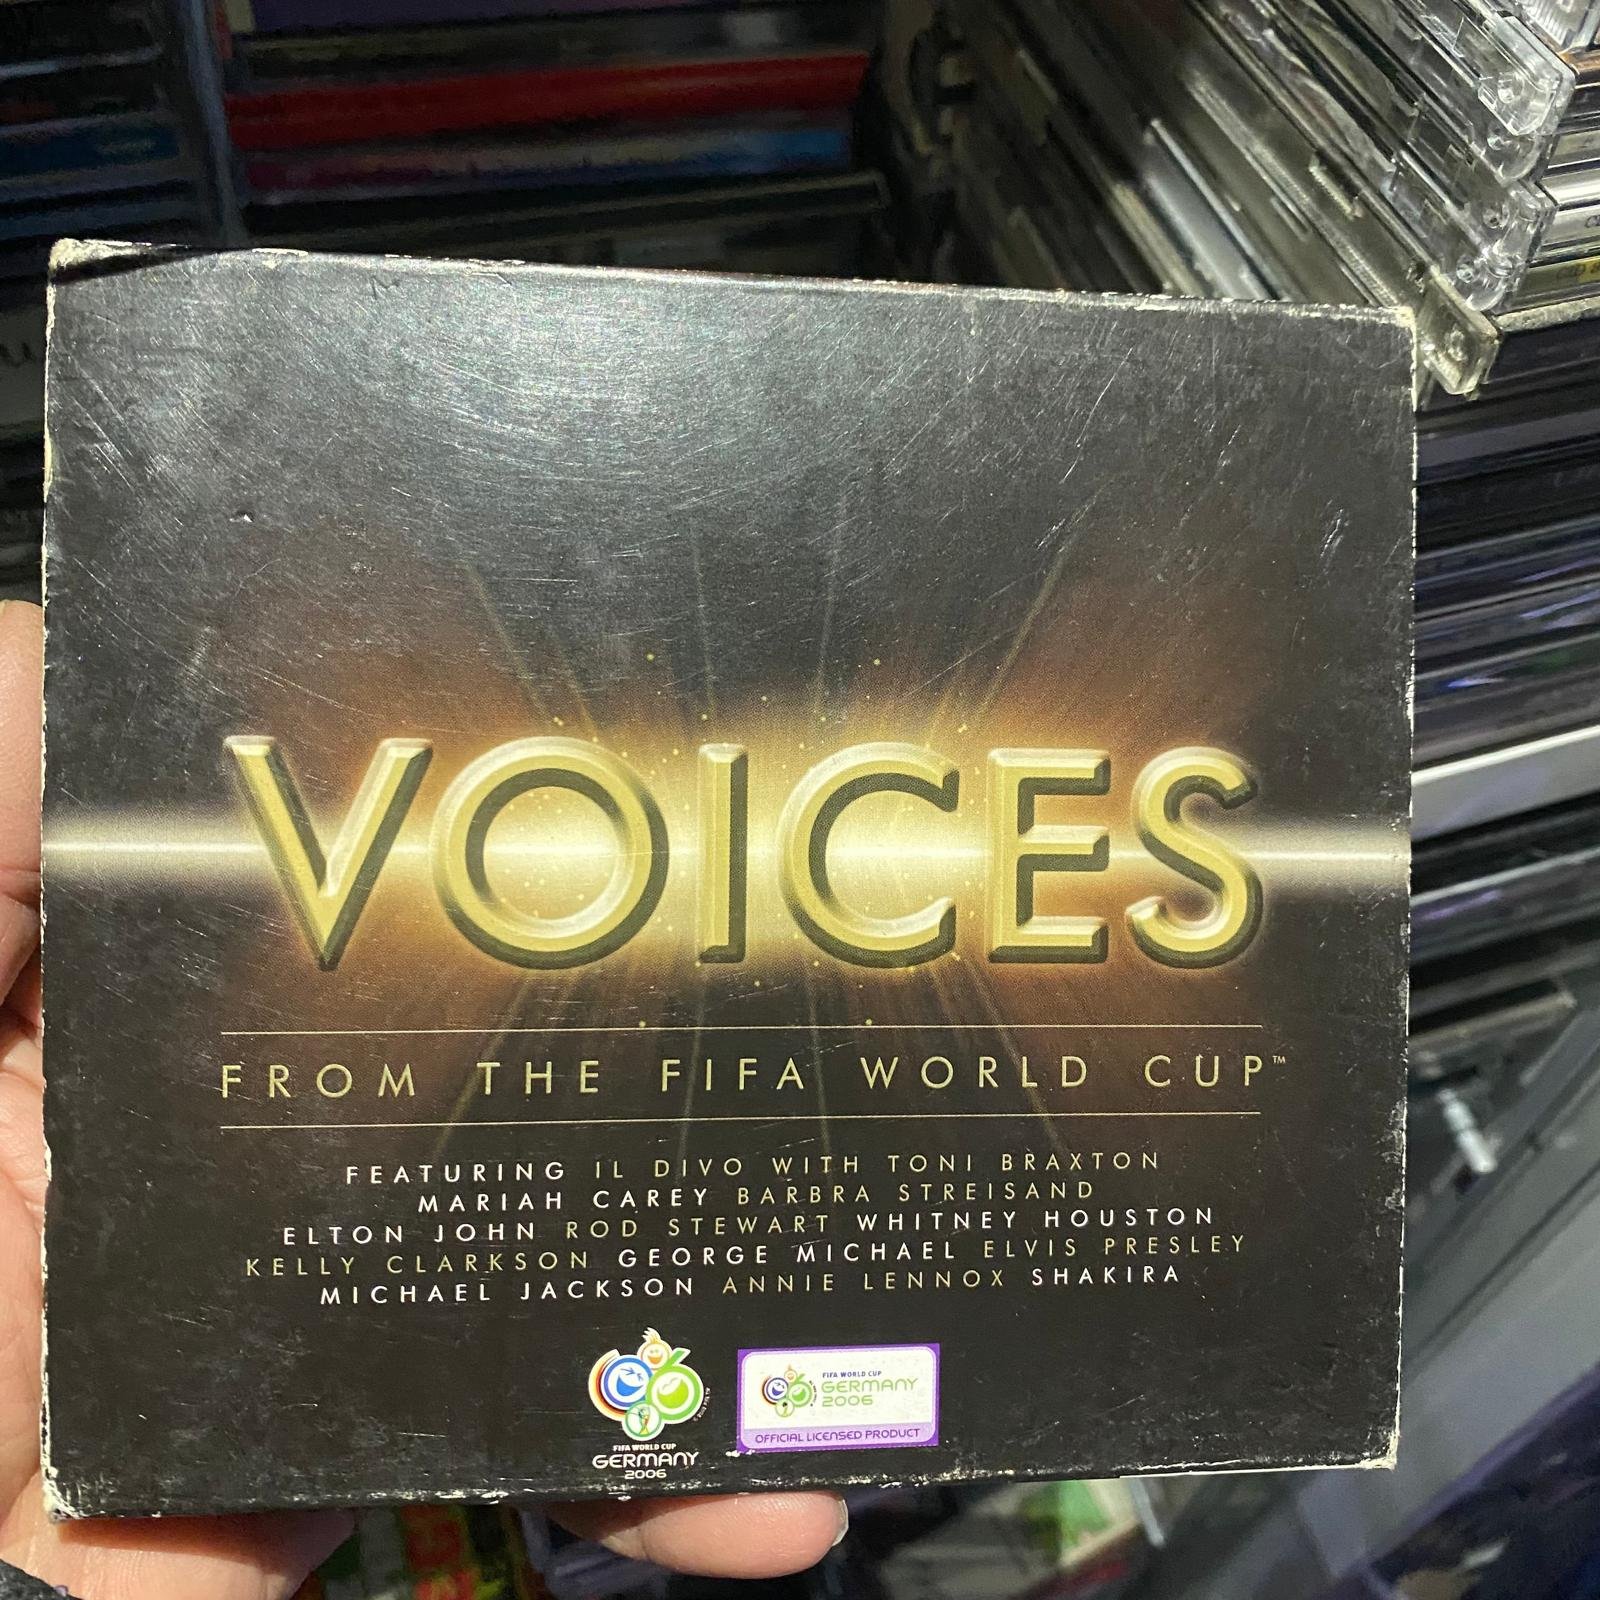 VOICES
FROM THE FIFA WORLD CUP™
FEATURING IL DIVO WITH TONI BRAXTON
MARIAH CAREY BARBRA STREISAND
ELTON JOHN ROD STEWART WHITNEY HOUSTON
KELLY CLARKSON GEORGE MICHAEL ELVIS PRESLEY
MICHAEL JACKSON ANNIE LENNOX SHAKIRA
FIFA WORLD CUP
GERMANY
2006
FIFA WORLD CUP
GERMANY
2006
OFFICIAL LICENSED PRODUCT